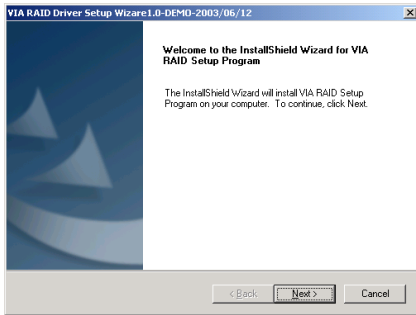 VIA RAID Driver Setup Wizare1.0-DEMO-2003/06/12
Welcome to the InstallShield Wizard for VIA
RAID Setup Program
The InstallShield Wizard will install VIA RAID Setup
Program on your computer. To continue, click Next.
< Back
Next >
Cancel